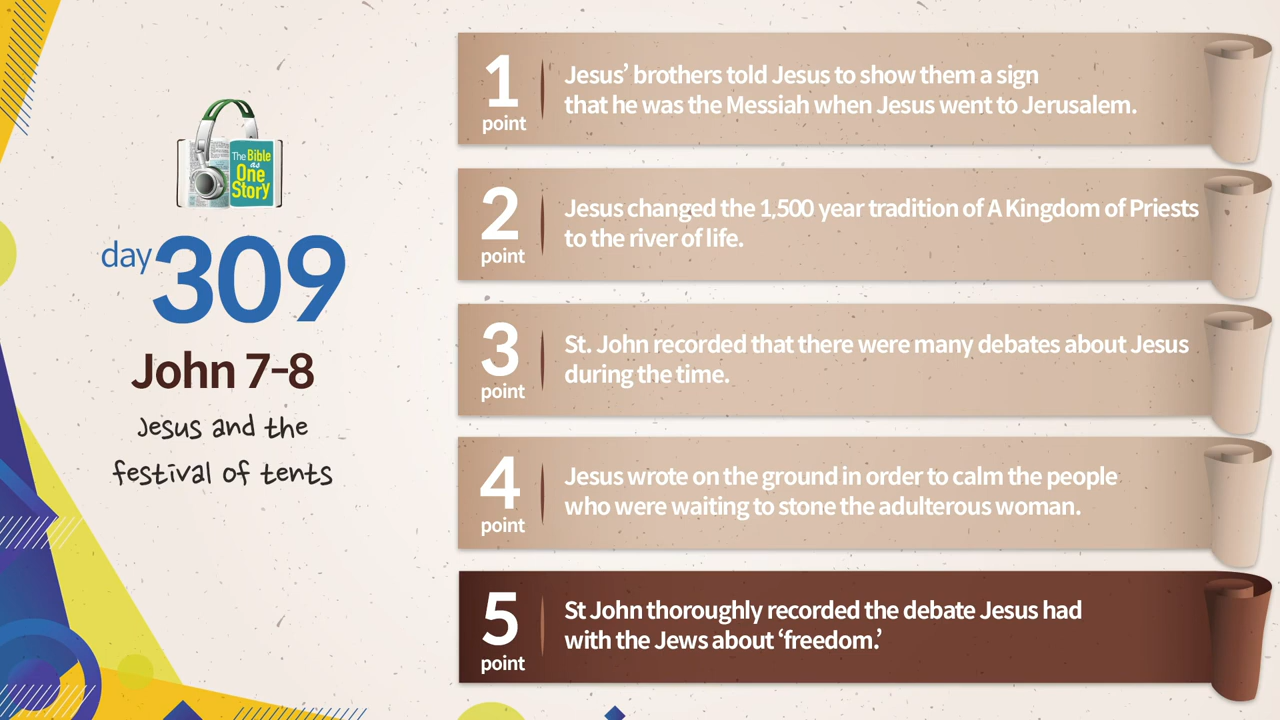 The Bible
as
One
Story
day 309
John 7-8
Jesus and the
festival of tents
1
point
Jesus’ brothers told Jesus to show them a sign
that he was the Messiah when Jesus went to Jerusalem.
2
point
Jesus changed the 1,500 year tradition of A Kingdom of Priests
to the river of life.
3
point
St. John recorded that there were many debates about Jesus
during the time.
4
point
Jesus wrote on the ground in order to calm the people
who were waiting to stone the adulterous woman.
5
point
St John thoroughly recorded the debate Jesus had
with the Jews about ‘freedom.’